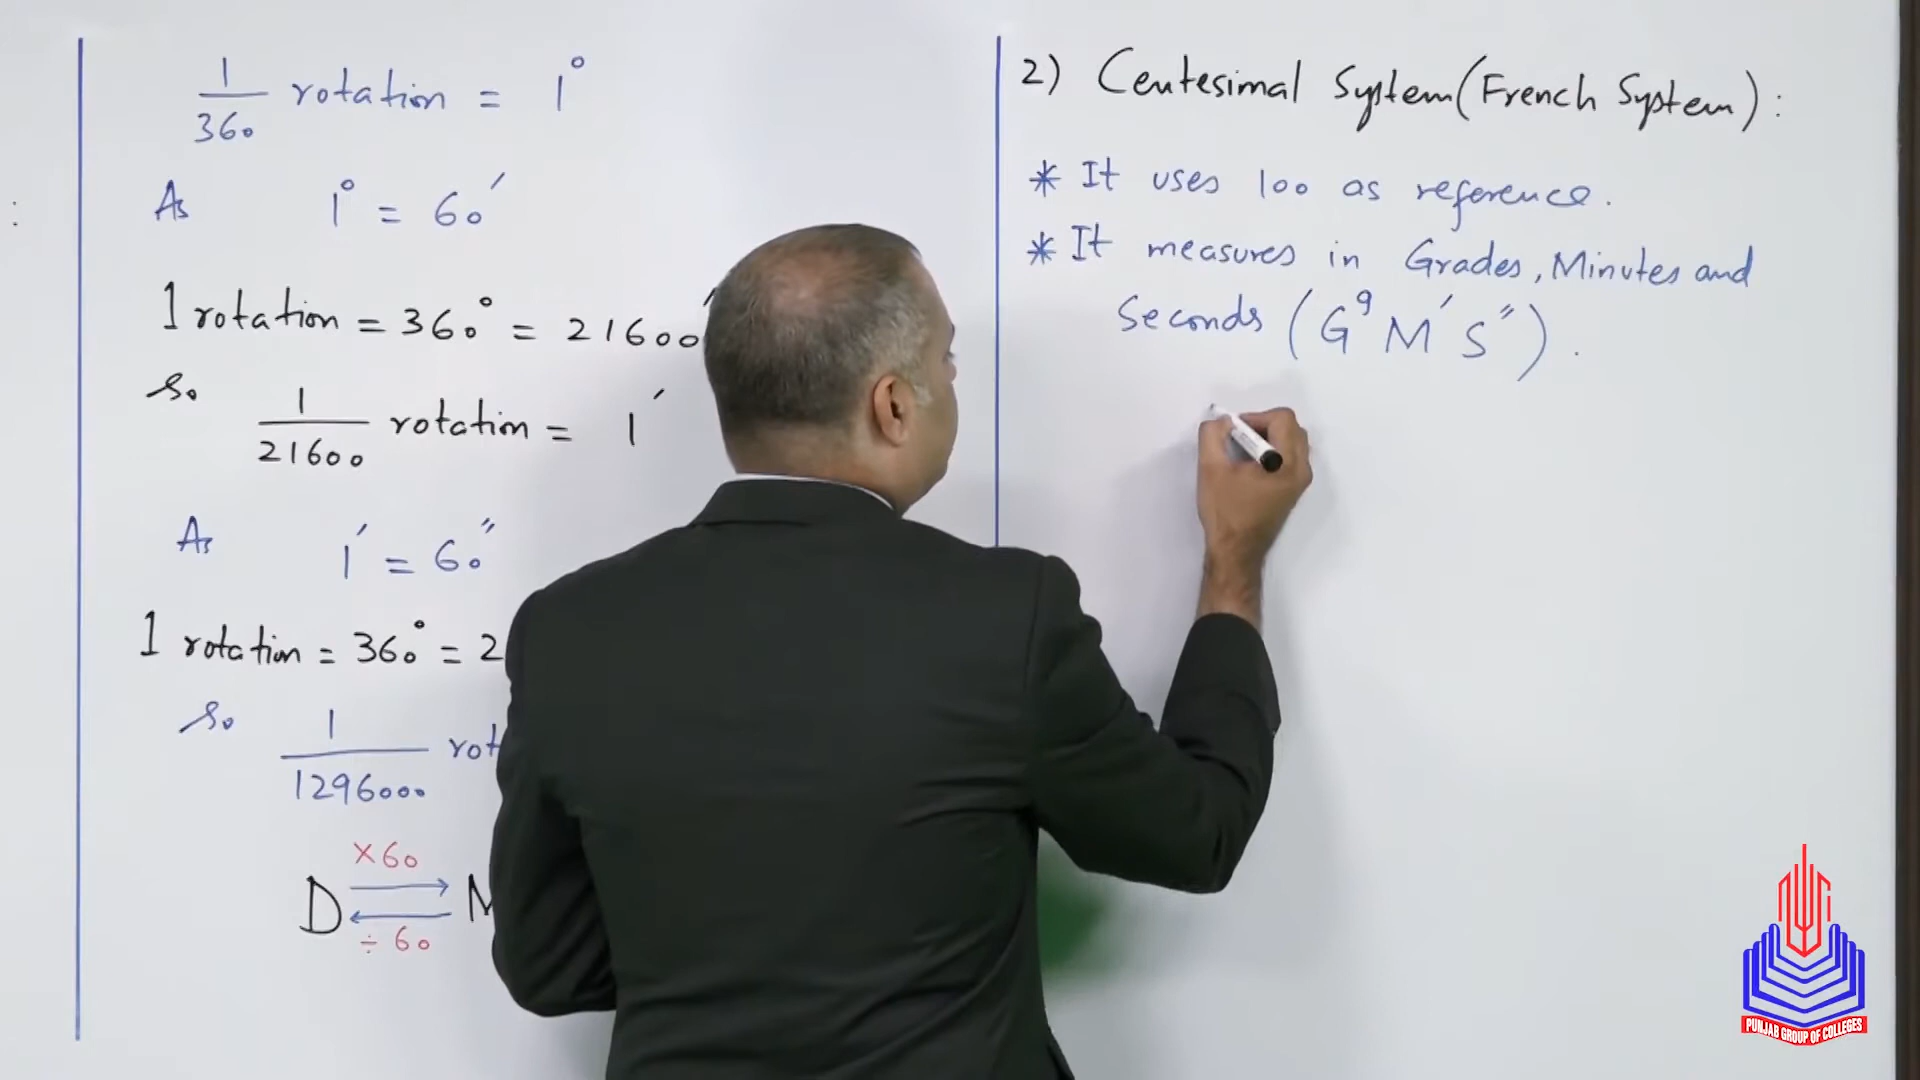 1/360 rotation = 1°
As 1° = 60′
1 rotation = 360° = 21600′
So 1/21600 rotation = 1′
As 1′ = 60″
1 rotation = 360° = 2
So 1/1296000 rot
×60
D M
÷60
2) Centesimal System (French System) :
* It uses 100 as reference.
* It measures in Grades, Minutes and
Seconds (G^g M′ S″).
PUNJAB GROUP OF COLLEGES